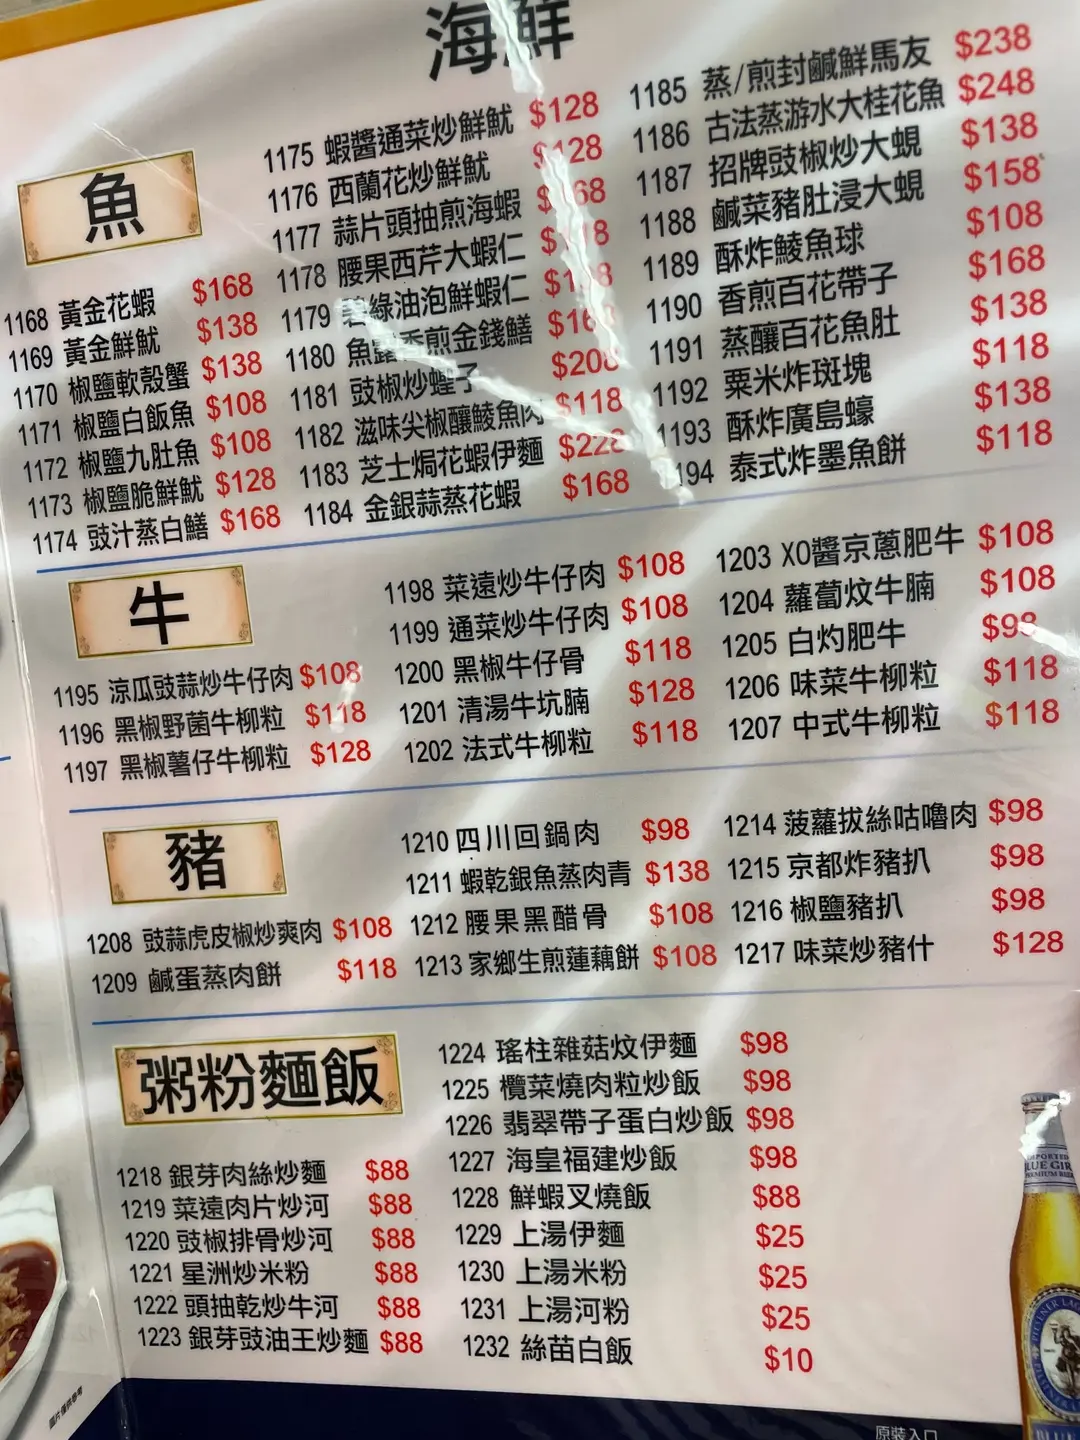 海鮮
魚
1168 黃金花蝦 $168
1169 黃金鮮魷 $138
1170 椒鹽軟殼蟹 $138
1171 椒鹽白飯魚 $108
1172 椒鹽九肚魚 $108
1173 椒鹽脆鮮魷 $128
1174 豉汁蒸白鱔 $168
1175 蝦醬通菜炒鮮魷 $128
1176 西蘭花炒鮮魷 $128
1177 蒜片頭抽煎海蝦
1178 腰果西芹大蝦仁
1179 碧綠油泡鮮蝦仁
1180 魚露香煎金錢鱔
1181 豉椒炒蟶子 $208
1182 滋味尖椒釀鯪魚肉 $118
1183 芝士焗花蝦伊麵 $228
1184 金銀蒜蒸花蝦 $168
1185 蒸/煎封鹹鮮馬友 $238
1186 古法蒸游水大桂花魚 $248
1187 招牌豉椒炒大蜆 $138
1188 鹹菜豬肚浸大蜆 $158
1189 酥炸鯪魚球 $108
1190 香煎百花帶子 $168
1191 蒸釀百花魚肚 $138
1192 粟米炸斑塊 $118
1193 酥炸廣島蠔 $138
1194 泰式炸墨魚餅 $118
牛
1195 涼瓜豉蒜炒牛仔肉 $108
1196 黑椒野菌牛柳粒 $118
1197 黑椒薯仔牛柳粒 $128
1198 菜遠炒牛仔肉 $108
1199 通菜炒牛仔肉 $108
1200 黑椒牛仔骨 $118
1201 清湯牛坑腩 $128
1202 法式牛柳粒 $118
1203 XO醬京蔥肥牛 $108
1204 蘿蔔炆牛腩 $108
1205 白灼肥牛 $98
1206 味菜牛柳粒 $118
1207 中式牛柳粒 $118
豬
1208 豉蒜虎皮椒炒爽肉 $108
1209 鹹蛋蒸肉餅 $118
1210 四川回鍋肉 $98
1211 蝦乾銀魚蒸肉青 $138
1212 腰果黑醋骨 $108
1213 家鄉生煎蓮藕餅 $108
1214 菠蘿拔絲咕嚕肉 $98
1215 京都炸豬扒 $98
1216 椒鹽豬扒 $98
1217 味菜炒豬什 $128
粥粉麵飯
1218 銀芽肉絲炒麵 $88
1219 菜遠肉片炒河 $88
1220 豉椒排骨炒河 $88
1221 星洲炒米粉 $88
1222 頭抽乾炒牛河 $88
1223 銀芽豉油王炒麵 $88
1224 瑤柱雜菇炆伊麵 $98
1225 欖菜燒肉粒炒飯 $98
1226 翡翠帶子蛋白炒飯 $98
1227 海皇福建炒飯 $98
1228 鮮蝦叉燒飯 $88
1229 上湯伊麵 $25
1230 上湯米粉 $25
1231 上湯河粉 $25
1232 絲苗白飯 $10
圖片僅供參考
原裝入口